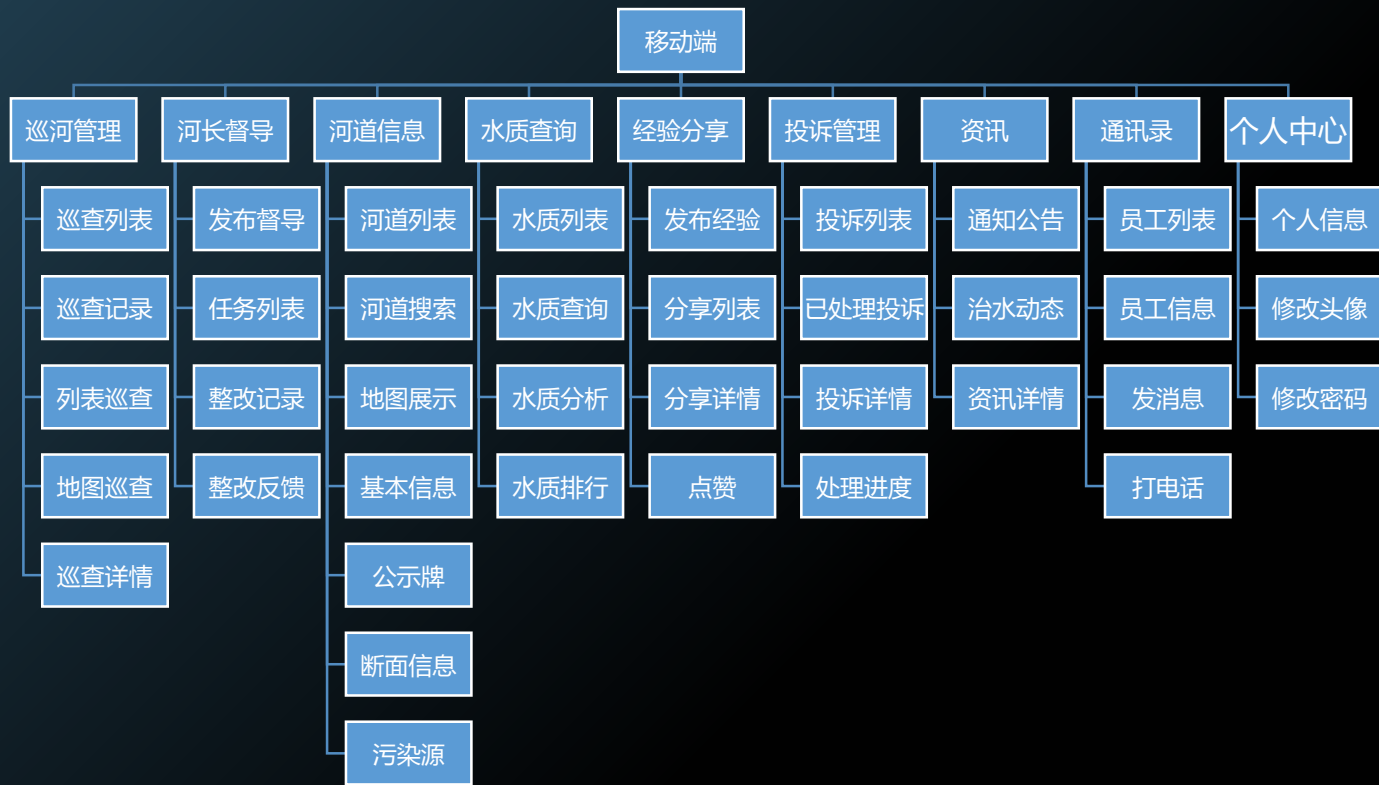 移动端
巡河管理
河长督导
河道信息
水质查询
经验分享
投诉管理
资讯
通讯录
个人中心
巡查列表
发布督导
河道列表
水质列表
发布经验
投诉列表
通知公告
员工列表
个人信息
巡查记录
任务列表
河道搜索
水质查询
分享列表
已处理投诉
治水动态
员工信息
修改头像
列表巡查
整改记录
地图展示
水质分析
分享详情
投诉详情
资讯详情
发消息
修改密码
地图巡查
整改反馈
基本信息
水质排行
点赞
处理进度
打电话
巡查详情
公示牌
断面信息
污染源